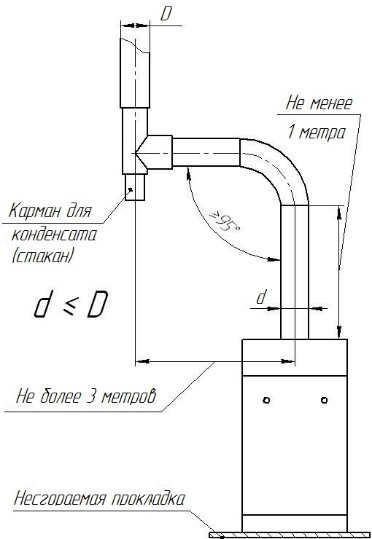 D
Не менее
1 метра
Карман для
конденсата
(стакан)
≥95°
d ≤ D
d
Не более 3 метров
Несгораемая прокладка